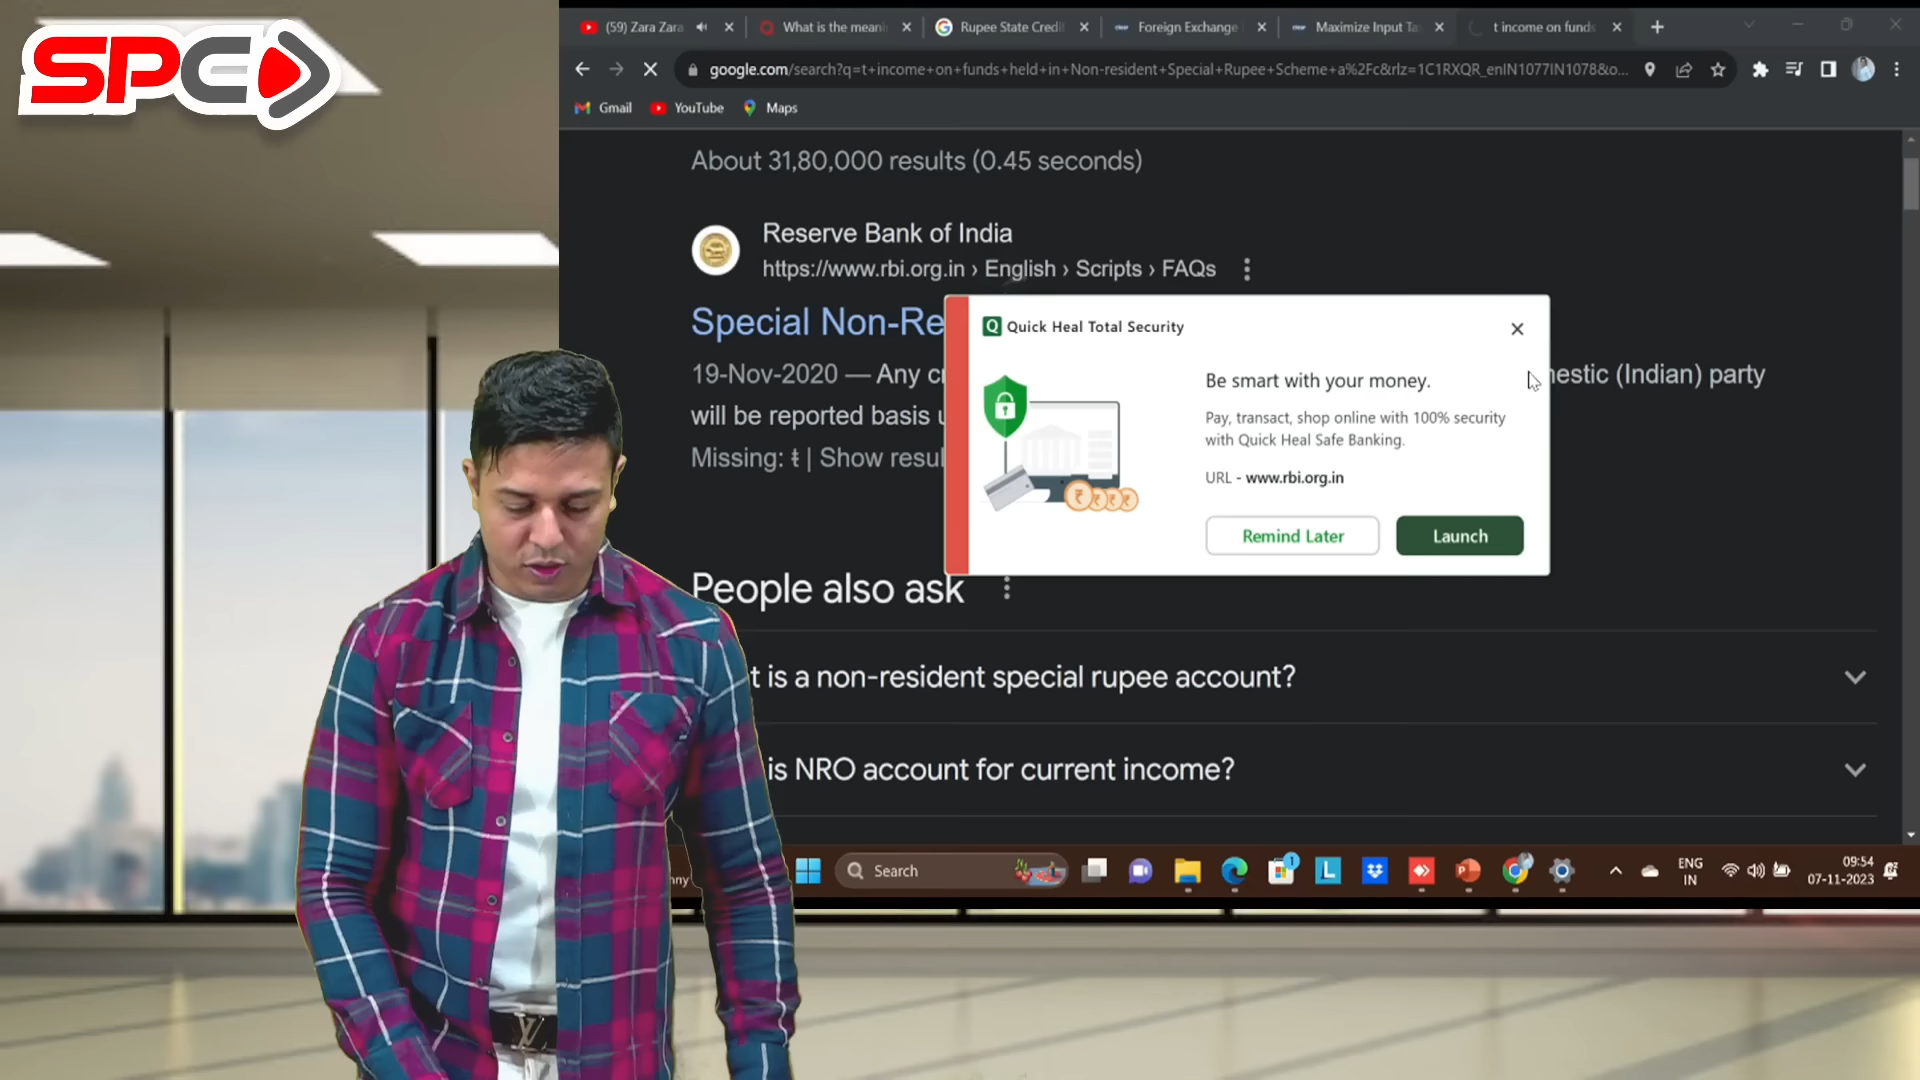 SPE
(59) Zara Zara
What is the meani
Rupee State Credi
Foreign Exchange
Maximize Input Ta
t income on funds
google.com/search?q=t+income+on+funds+held+in+Non-resident+Special+Rupee+Scheme+a%2Fc&rlz=1C1RXQR_enIN1077IN1078&o...
Gmail
YouTube
Maps
About 31,80,000 results (0.45 seconds)
Reserve Bank of India
https://www.rbi.org.in › English › Scripts › FAQs
Special Non-Re
19-Nov-2020 — Any cr
nestic (Indian) party
will be reported basis u
Missing: t | Show resul
Q Quick Heal Total Security
Be smart with your money.
Pay, transact, shop online with 100% security
with Quick Heal Safe Banking.
URL - www.rbi.org.in
Remind Later
Launch
People also ask
t is a non-resident special rupee account?
is NRO account for current income?
nny
Search
1
L
ENG
IN
09:54
07-11-2023